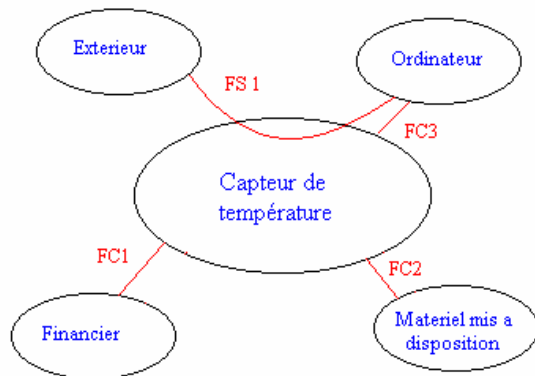 Exterieur
Ordinateur
FS 1
FC3
Capteur de
température
FC1
FC2
Financier
Materiel mis a
disposition